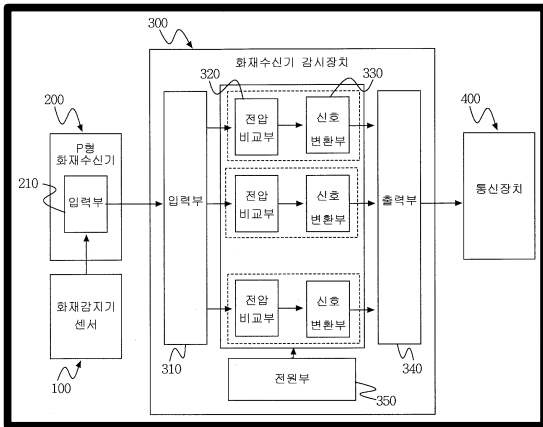 300
화재수신기 감시장치
320
330
200
400
P형
화재수신기
전압
비교부
신호
변환부
210
입력부
입력부
전압
비교부
신호
변환부
출력부
통신장치
화재감지기
센서
전압
비교부
신호
변환부
100
310
전원부
350
340